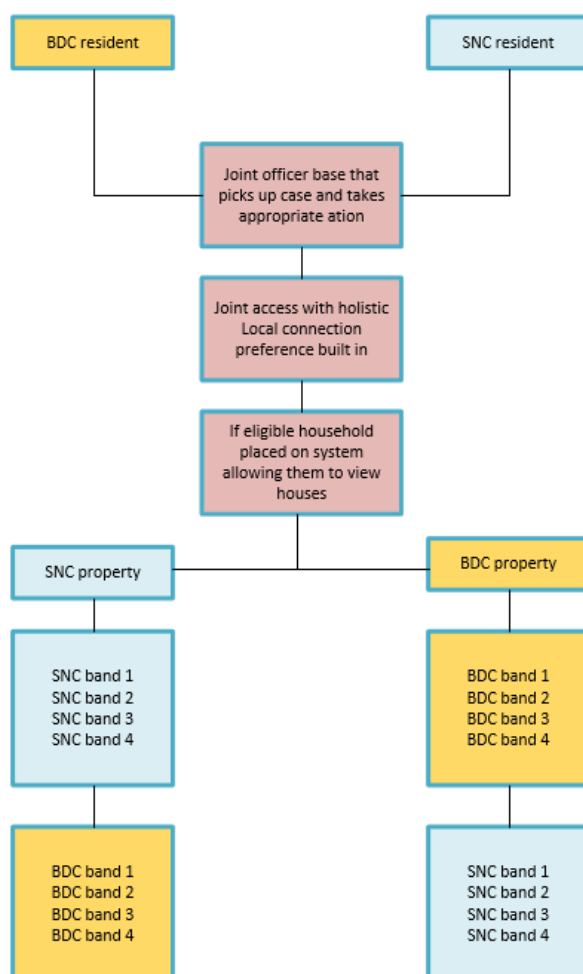 BDC resident
SNC resident
Joint officer base that
picks up case and takes
appropriate ation
Joint access with holistic
Local connection
preference built in
If eligible household
placed on system
allowing them to view
houses
SNC property
BDC property
SNC band 1
SNC band 2
SNC band 3
SNC band 4
BDC band 1
BDC band 2
BDC band 3
BDC band 4
BDC band 1
BDC band 2
BDC band 3
BDC band 4
SNC band 1
SNC band 2
SNC band 3
SNC band 4